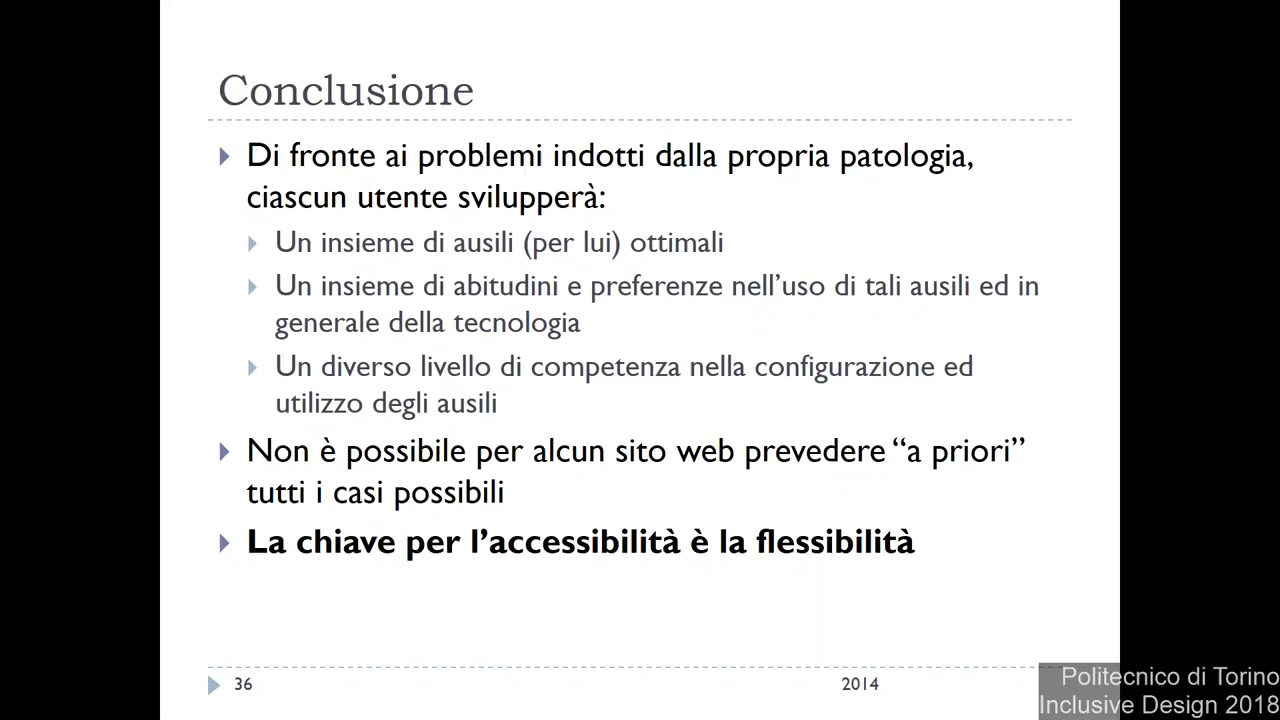 Conclusione
Di fronte ai problemi indotti dalla propria patologia,
ciascun utente svilupperà:
Un insieme di ausili (per lui) ottimali
Un insieme di abitudini e preferenze nell’uso di tali ausili ed in
generale della tecnologia
Un diverso livello di competenza nella configurazione ed
utilizzo degli ausili
Non è possibile per alcun sito web prevedere “a priori”
tutti i casi possibili
La chiave per l’accessibilità è la flessibilità
36
2014
Politecnico di Torino
Inclusive Design 2018